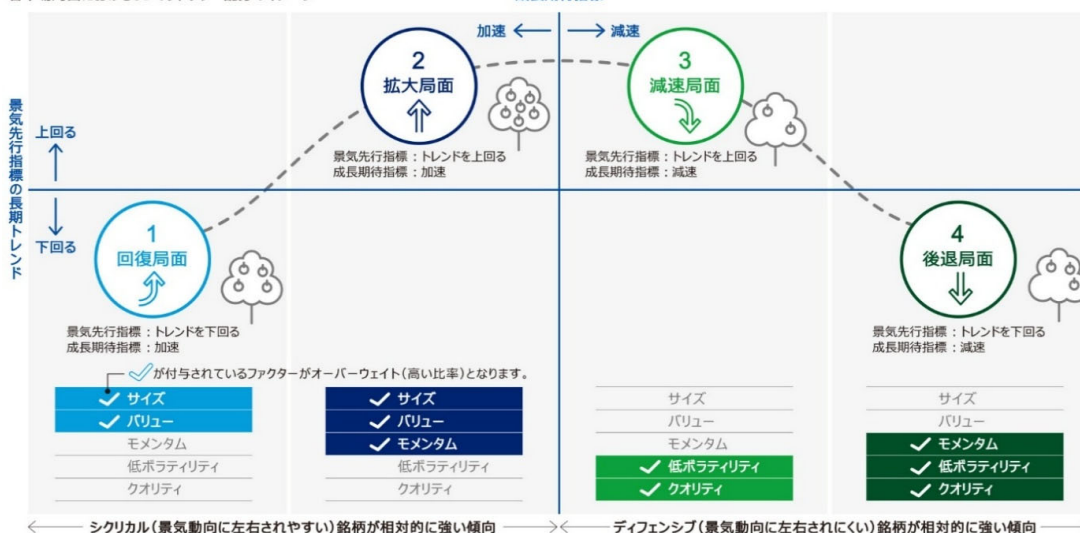 加速 ← → 減速
景気先行指標の長期トレンド
上回る
下回る
2
拡大局面
景気先行指標：トレンドを上回る
成長期待指標：加速
3
減速局面
景気先行指標：トレンドを上回る
成長期待指標：減速
1
回復局面
景気先行指標：トレンドを下回る
成長期待指標：加速
4
後退局面
景気先行指標：トレンドを下回る
成長期待指標：減速
✓が付与されているファクターがオーバーウェイト（高い比率）となります。
✓ サイズ
✓ バリュー
モメンタム
低ボラティリティ
クオリティ
✓ サイズ
✓ バリュー
✓ モメンタム
低ボラティリティ
クオリティ
サイズ
バリュー
モメンタム
✓ 低ボラティリティ
✓ クオリティ
サイズ
バリュー
✓ モメンタム
✓ 低ボラティリティ
✓ クオリティ
シクリカル（景気動向に左右されやすい）銘柄が相対的に強い傾向
ディフェンシブ（景気動向に左右されにくい）銘柄が相対的に強い傾向